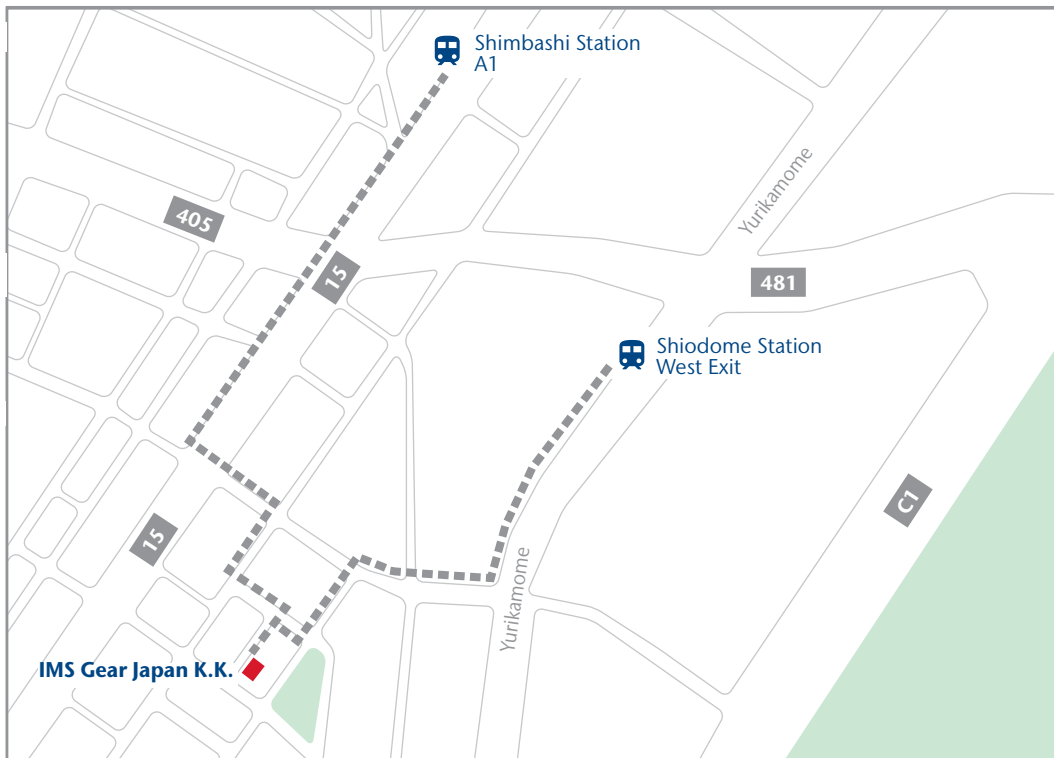 Shimbashi Station
A1
Yurikamome
405
15
481
Shiodome Station
West Exit
C1
15
Yurikamome
IMS Gear Japan K.K.